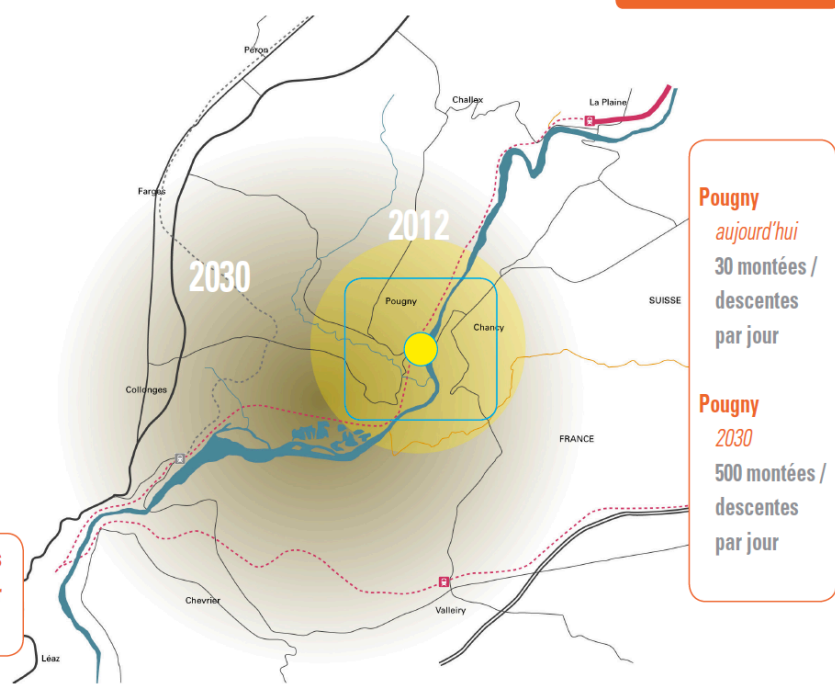 Péron
Challex
La Plaine
Farges
2012
2030
Pougny
Chancy
SUISSE
Collonges
FRANCE
Chevrier
Valleiry
Léaz
Pougny
aujourd'hui
30 montées /
descentes
par jour
Pougny
2030
500 montées /
descentes
par jour